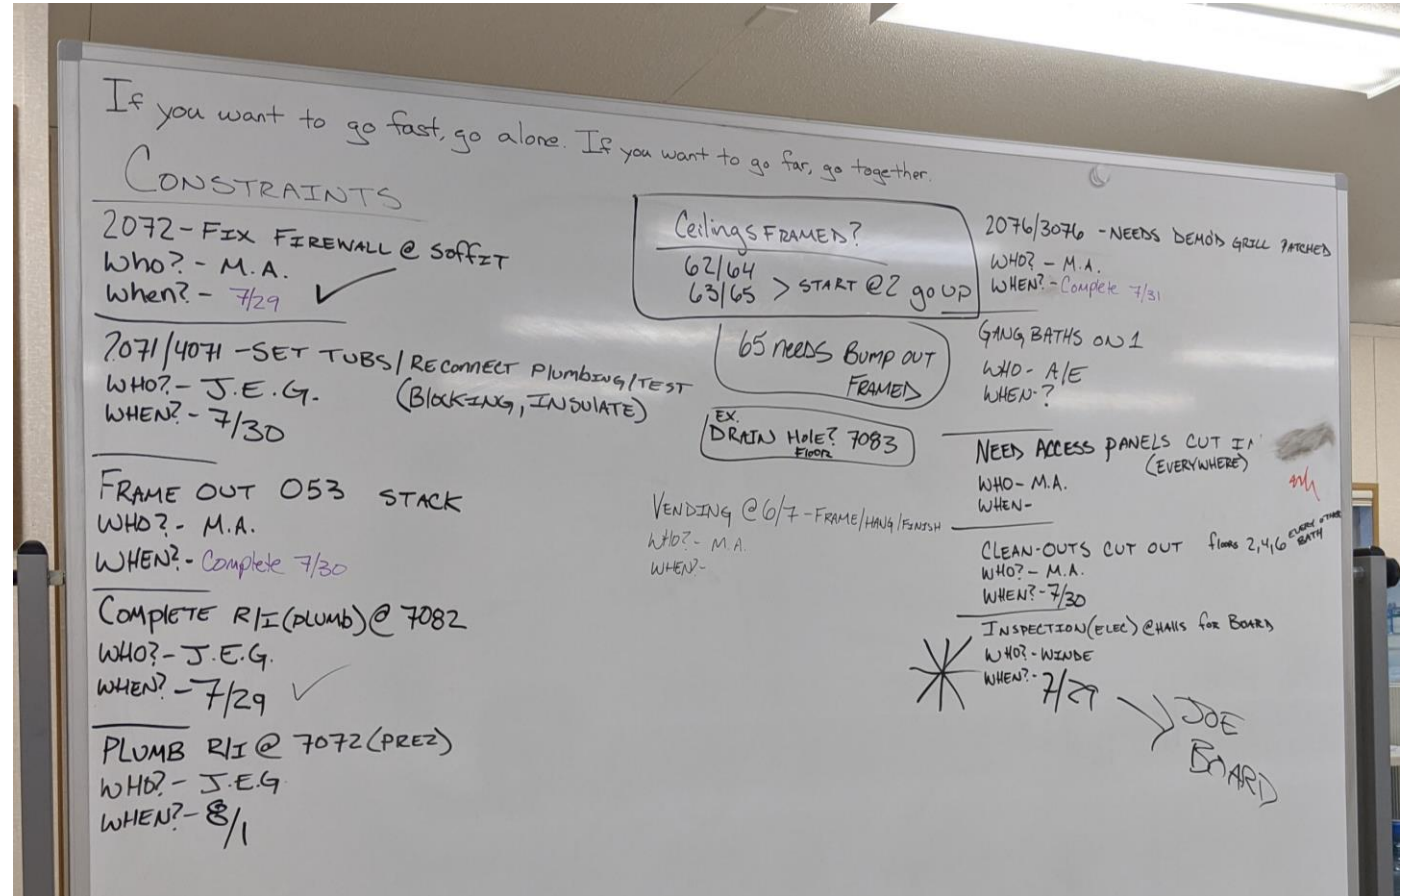 If you want to go fast, go alone. If you want to go far, go together.
CONSTRAINTS
2072 - FIX FIREWALL @ SOFFIT
WHO? - M.A.
When? - 7/29 ✓
2071/4071 - SET TUBS/RECONNECT PLUMBING/TEST
WHO? - J.E.G. (BLOCKING, INSULATE)
WHEN? - 7/30
FRAME OUT 053 STACK
WHO? - M.A.
WHEN? - Complete 7/30
COMPLETE R/I (PLUMB) @ 7082
WHO? - J.E.G.
WHEN? - 7/29 ✓
PLUMB R/I @ 7072 (PREZ)
WHO? - J.E.G
WHEN? - 8/1
Ceilings FRAMED?
62/64
63/65 > START @ 2 go UP
65 NEEDS BUMP OUT
FRAMED
EX.
DRAIN HOLE? 7083
FLOOR
VENDING @ 6/7 - FRAME/HANG/FINISH
WHO? - M.A.
WHEN? -
2076/3076 - NEEDS DEMO'D GRILL PATCHED
WHO? - M.A.
WHEN? - Complete 7/31
GANG BATHS ON 1
WHO - A/E
WHEN - ?
NEED ACCESS PANELS CUT IN
(EVERYWHERE)
WHO - M.A.
WHEN -
CLEAN-OUTS CUT OUT floors 2,4,6 EVERY OTHER
BATH
WHO? - M.A.
WHEN? - 7/30
INSPECTION (ELEC) @ HALLS for BOARD
WHO? - WINDE
WHEN? - 7/29
JOE
BOARD